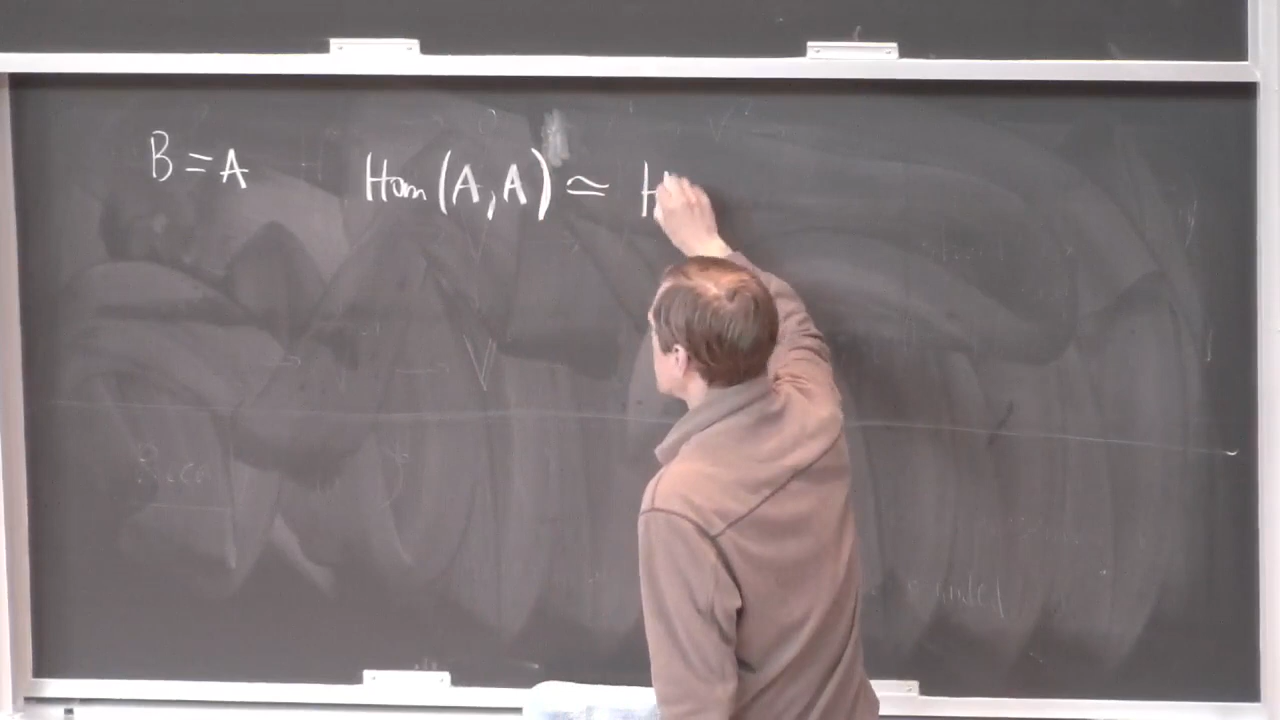 B = A Hom(A, A) ≃ H